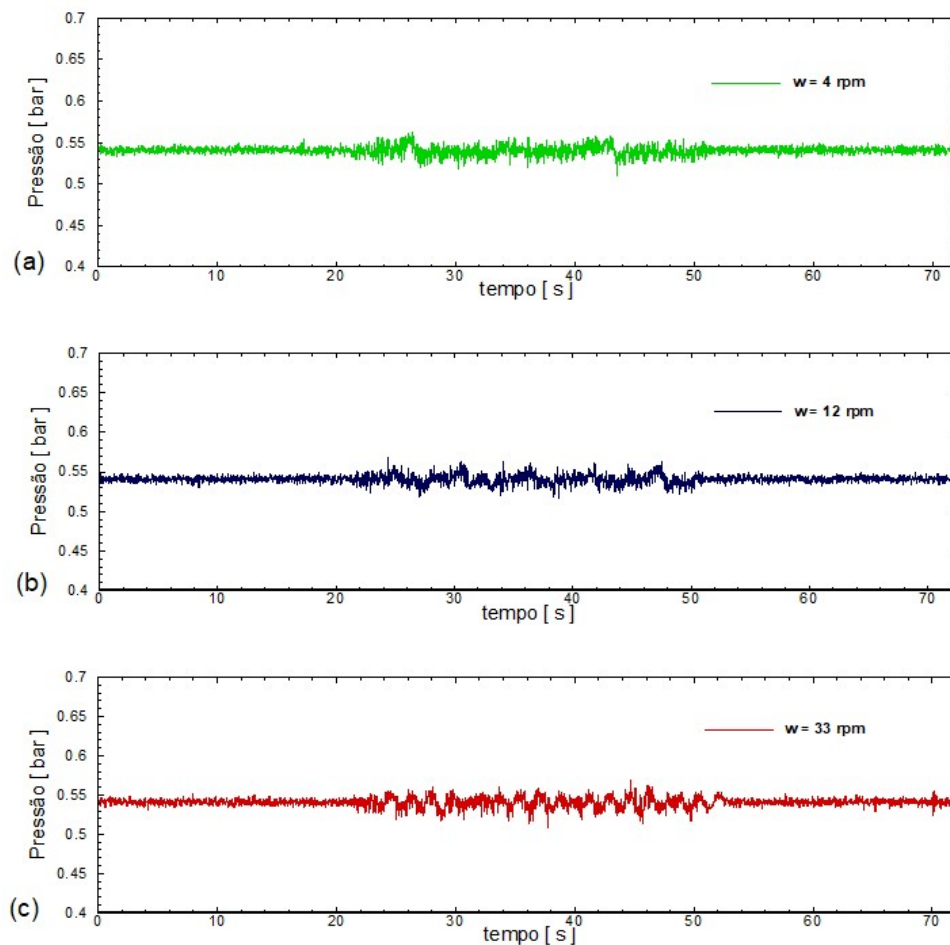 0.7
0.65
w = 4 rpm
0.6
Pressão [ bar ]
0.55
0.5
0.45
(a)
0.4
0 10 20 30 40 50 60 70
tempo [ s ]
0.7
0.65
w = 12 rpm
0.6
Pressão [ bar ]
0.55
0.5
0.45
(b)
0.4
0 10 20 30 40 50 60 70
tempo [ s ]
0.7
0.65
w = 33 rpm
0.6
Pressão [ bar ]
0.55
0.5
0.45
(c)
0.4
0 10 20 30 40 50 60 70
tempo [ s ]